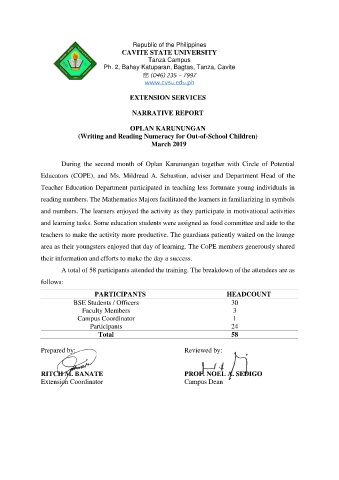 Republic of the Philippines
CAVITE STATE UNIVERSITY
Tanza Campus
Ph. 2, Bahay Katuparan, Bagtas, Tanza, Cavite
☏ (046) 235 – 7997
www.cvsu.edu.ph
EXTENSION SERVICES
NARRATIVE REPORT
OPLAN KARUNUNGAN
(Writing and Reading Numeracy for Out-of-School Children)
March 2019
During the second month of Oplan Karunungan together with Circle of Potential
Educators (COPE), and Ms. Mildread A. Sebastian, adviser and Department Head of the
Teacher Education Department participated in teaching less fortunate young individuals in
reading numbers. The Mathematics Majors facilitated the learners in familiarizing in symbols
and numbers. The learners enjoyed the activity as they participate in motivational activities
and learning tasks. Some education students were assigned as food committee and aide to the
teachers to make the activity more productive. The guardians patiently waited on the lounge
area as their youngsters enjoyed that day of learning. The CoPE members generously shared
their information and efforts to make the day a success.
A total of 58 participants attended the training. The breakdown of the attendees are as
follows:
PARTICIPANTS HEADCOUNT
BSE Students / Officers 30
Faculty Members 3
Campus Coordinator 1
Participants 24
Total 58
Prepared by: Reviewed by:
RITCH M. BANATE PROF. NOEL A. SEDIGO
Extension Coordinator Campus Dean